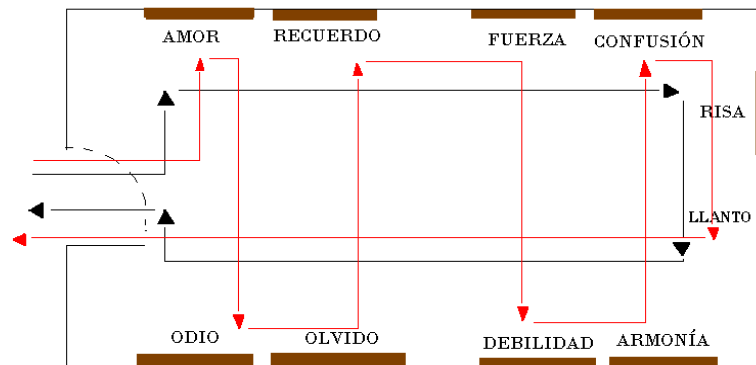 AMOR
RECUERDO
FUERZA
CONFUSIÓN
RISA
LLANTO
ODIO
OLVIDO
DEBILIDAD
ARMONÍA